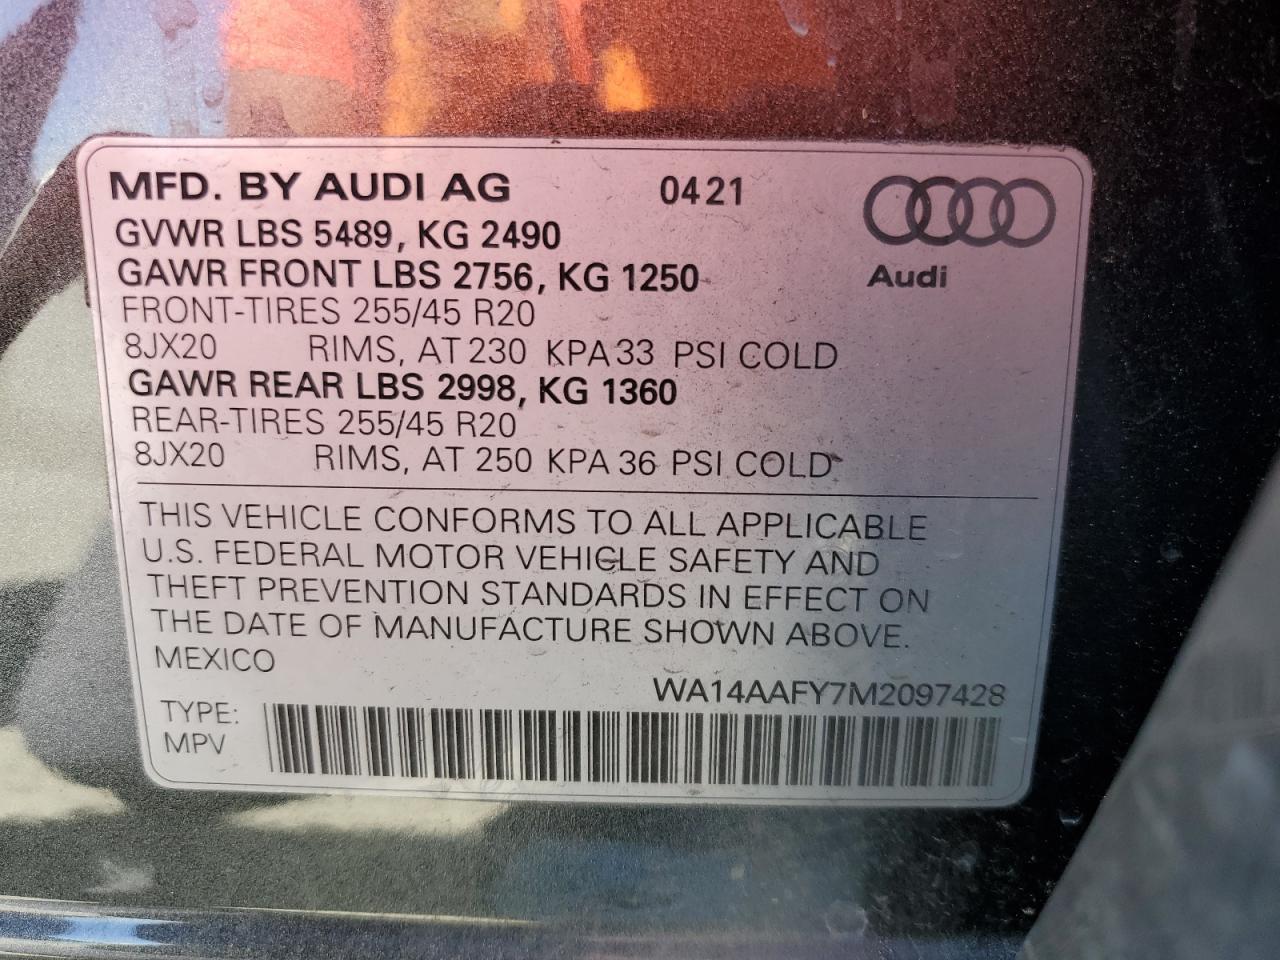 MFD. BY AUDI AG 04 21
GVWR LBS 5489, KG 2490
GAWR FRONT LBS 2756, KG 1250
Audi
FRONT-TIRES 255/45 R20
8JX20 RIMS, AT 230 KPA 33 PSI COLD
GAWR REAR LBS 2998, KG 1360
REAR-TIRES 255/45 R20
8JX20 RIMS, AT 250 KPA 36 PSI COLD
THIS VEHICLE CONFORMS TO ALL APPLICABLE
U.S. FEDERAL MOTOR VEHICLE SAFETY AND
THEFT PREVENTION STANDARDS IN EFFECT ON
THE DATE OF MANUFACTURE SHOWN ABOVE.
MEXICO
WA14AAFY7M2097428
TYPE:
MPV